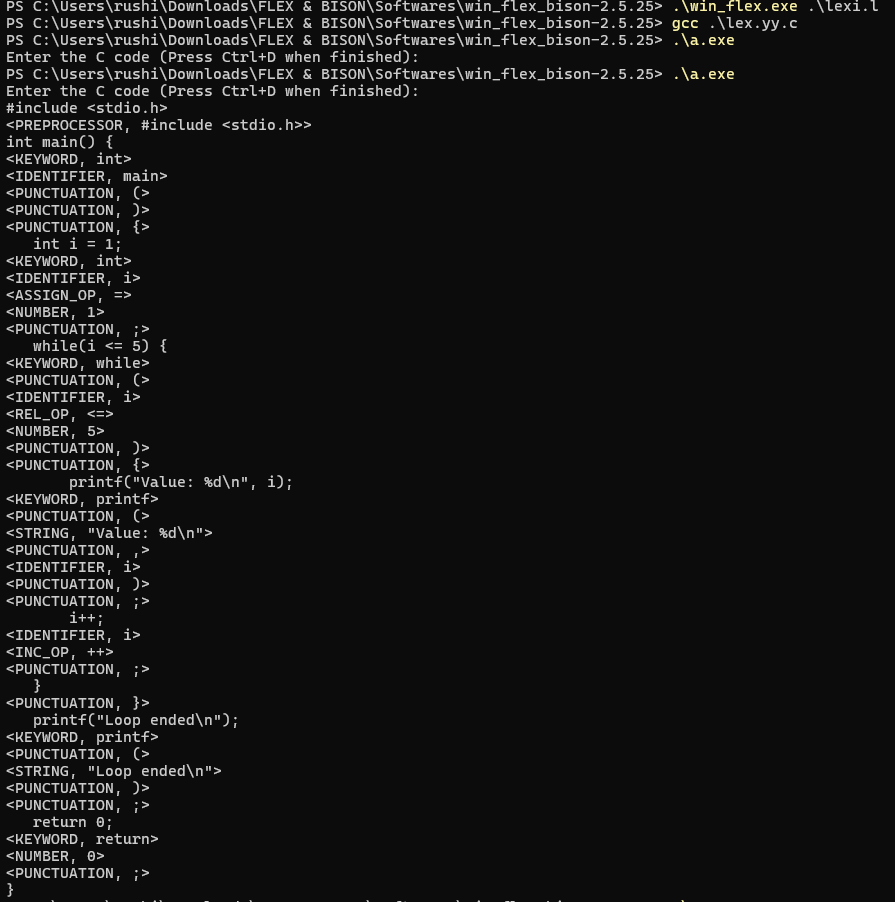 PS C:\Users\rushi\Downloads\FLEX & BISON\Softwares\win_flex_bison-2.5.25> .\win_flex.exe .\lexi.l
PS C:\Users\rushi\Downloads\FLEX & BISON\Softwares\win_flex_bison-2.5.25> gcc .\lex.yy.c
PS C:\Users\rushi\Downloads\FLEX & BISON\Softwares\win_flex_bison-2.5.25> .\a.exe
Enter the C code (Press Ctrl+D when finished):
PS C:\Users\rushi\Downloads\FLEX & BISON\Softwares\win_flex_bison-2.5.25> .\a.exe
Enter the C code (Press Ctrl+D when finished):
#include <stdio.h>
<PREPROCESSOR, #include <stdio.h>>
int main() {
<KEYWORD, int>
<IDENTIFIER, main>
<PUNCTUATION, (>
<PUNCTUATION, )>
<PUNCTUATION, {>
   int i = 1;
<KEYWORD, int>
<IDENTIFIER, i>
<ASSIGN_OP, =>
<NUMBER, 1>
<PUNCTUATION, ;>
   while(i <= 5) {
<KEYWORD, while>
<PUNCTUATION, (>
<IDENTIFIER, i>
<REL_OP, <=>
<NUMBER, 5>
<PUNCTUATION, )>
<PUNCTUATION, {>
       printf("Value: %d\n", i);
<KEYWORD, printf>
<PUNCTUATION, (>
<STRING, "Value: %d\n">
<PUNCTUATION, ,>
<IDENTIFIER, i>
<PUNCTUATION, )>
<PUNCTUATION, ;>
       i++;
<IDENTIFIER, i>
<INC_OP, ++>
<PUNCTUATION, ;>
   }
<PUNCTUATION, }>
   printf("Loop ended\n");
<KEYWORD, printf>
<PUNCTUATION, (>
<STRING, "Loop ended\n">
<PUNCTUATION, )>
<PUNCTUATION, ;>
   return 0;
<KEYWORD, return>
<NUMBER, 0>
<PUNCTUATION, ;>
}